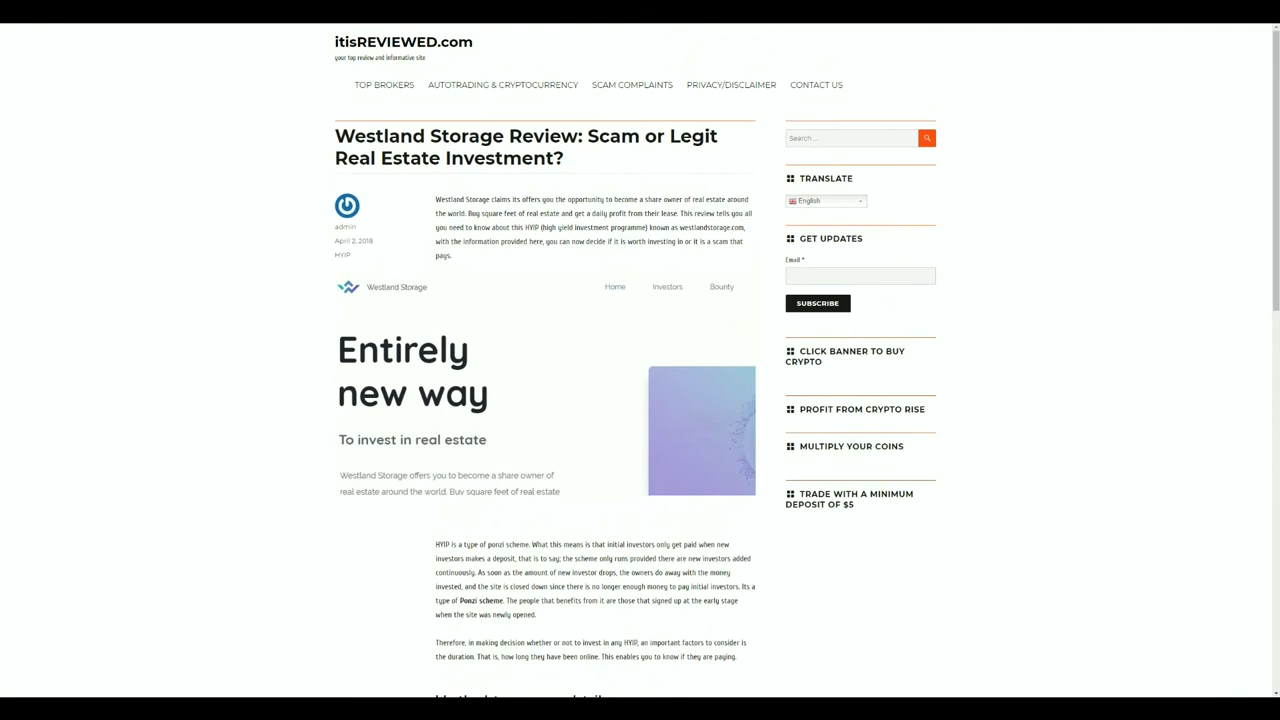 itisREVIEWED.com
your top review and informative site
TOP BROKERS AUTOTRADING & CRYPTOCURRENCY SCAM COMPLAINTS PRIVACY/DISCLAIMER CONTACT US
Westland Storage Review: Scam or Legit
Real Estate Investment?
admin
April 2, 2018
HYIP
Westland Storage claims its offers you the opportunity to become a share owner of real estate around
the world. Buy square feet of real estate and get a daily profit from their lease. This review tells you all
you need to know about this HYIP (high yield investment programme) known as westlandstorage.com,
with the information provided here, you can now decide if it is worth investing in or it is a scam that
pays.
Westland Storage Home Investors Bounty
Entirely
new way
To invest in real estate
Westland Storage offers you to become a share owner of
real estate around the world. Buy square feet of real estate
HYIP is a type of ponzi scheme. What this means is that initial investors only get paid when new
investors makes a deposit, that is to say; the scheme only runs provided there are new investors added
continuously. As soon as the amount of new investor drops, the owners do away with the money
invested, and the site is closed down since there is no longer enough money to pay initial investors. Its a
type of Ponzi scheme. The people that benefits from it are those that signed up at the early stage
when the site was newly opened.
Therefore, in making decision whether or not to invest in any HYIP, an important factors to consider is
the duration. That is, how long they have been online. This enables you to know if they are paying.
Search ...
TRANSLATE
English
GET UPDATES
Email *
SUBSCRIBE
CLICK BANNER TO BUY
CRYPTO
PROFIT FROM CRYPTO RISE
MULTIPLY YOUR COINS
TRADE WITH A MINIMUM
DEPOSIT OF $5